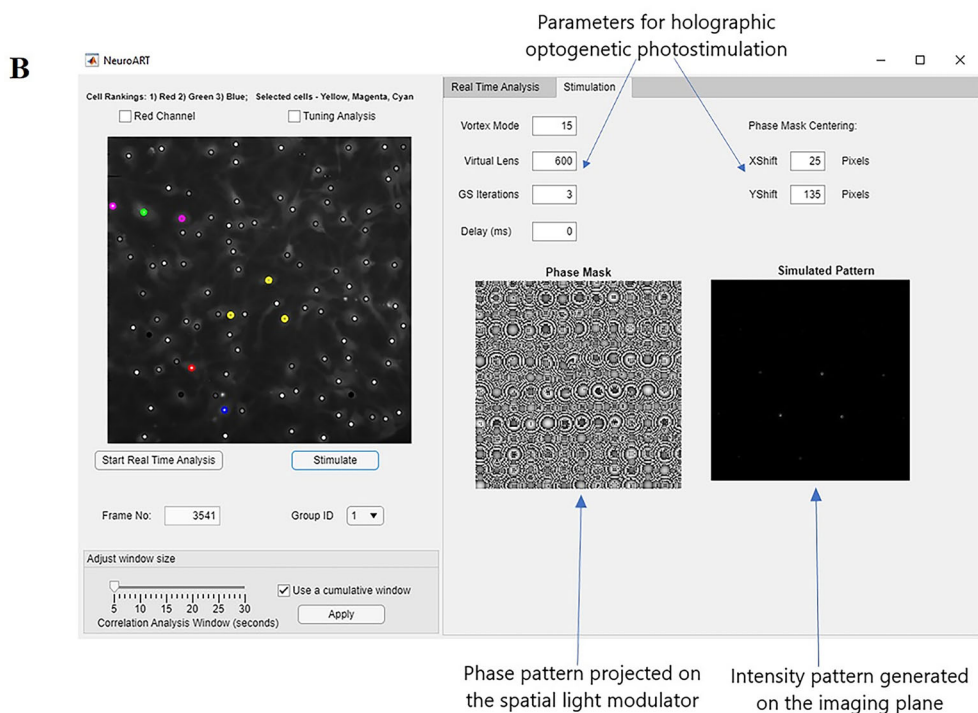 Parameters for holographic
optogenetic photostimulation
B
NeuroART
Cell Rankings: 1) Red 2) Green 3) Blue; Selected cells - Yellow, Magenta, Cyan
Red Channel
Tuning Analysis
Real Time Analysis
Stimulation
Vortex Mode 15
Phase Mask Centering:
Virtual Lens 600
XShift 25 Pixels
GS Iterations 3
YShift 135 Pixels
Delay (ms) 0
Phase Mask
Simulated Pattern
Start Real Time Analysis
Stimulate
Frame No: 3541
Group ID 1
Adjust window size
5 10 15 20 25 30
Correlation Analysis Window (seconds)
Use a cumulative window
Apply
Phase pattern projected on
the spatial light modulator
Intensity pattern generated
on the imaging plane